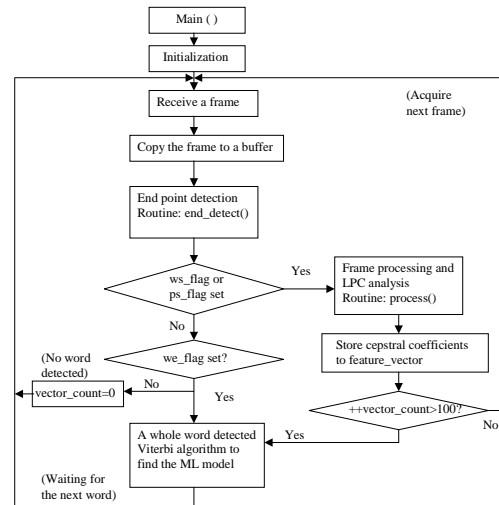 Main ( )
Initialization
Receive a frame
(Acquire
next frame)
Copy the frame to a buffer
End point detection
Routine: end_detect()
ws_flag or
ps_flag set
Yes
Frame processing and
LPC analysis
Routine: process()
No
Store cepstral coefficients
to feature_vector
we_flag set?
(No word
detected)
No
Yes
vector_count=0
++vector_count>100?
No
Yes
A whole word detected
Viterbi algorithm to
find the ML model
(Waiting for
the next word)